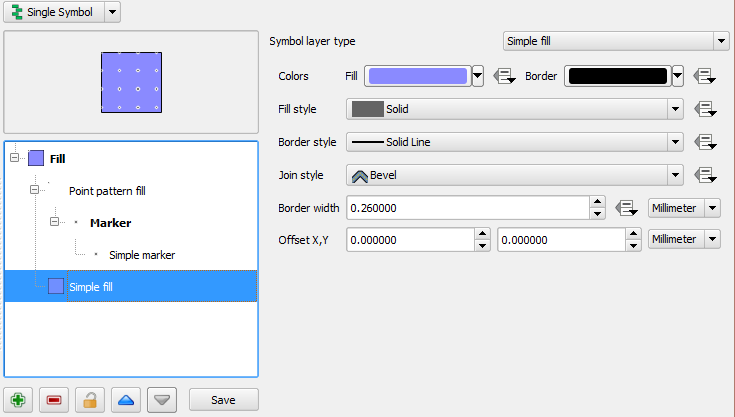 Single Symbol
Symbol layer type Simple fill
Colors Fill Border
Fill style Solid
Border style Solid Line
Join style Bevel
Border width 0.260000 Millimeter
Offset X,Y 0.000000 0.000000 Millimeter
Fill
Point pattern fill
Marker
Simple marker
Simple fill
Save